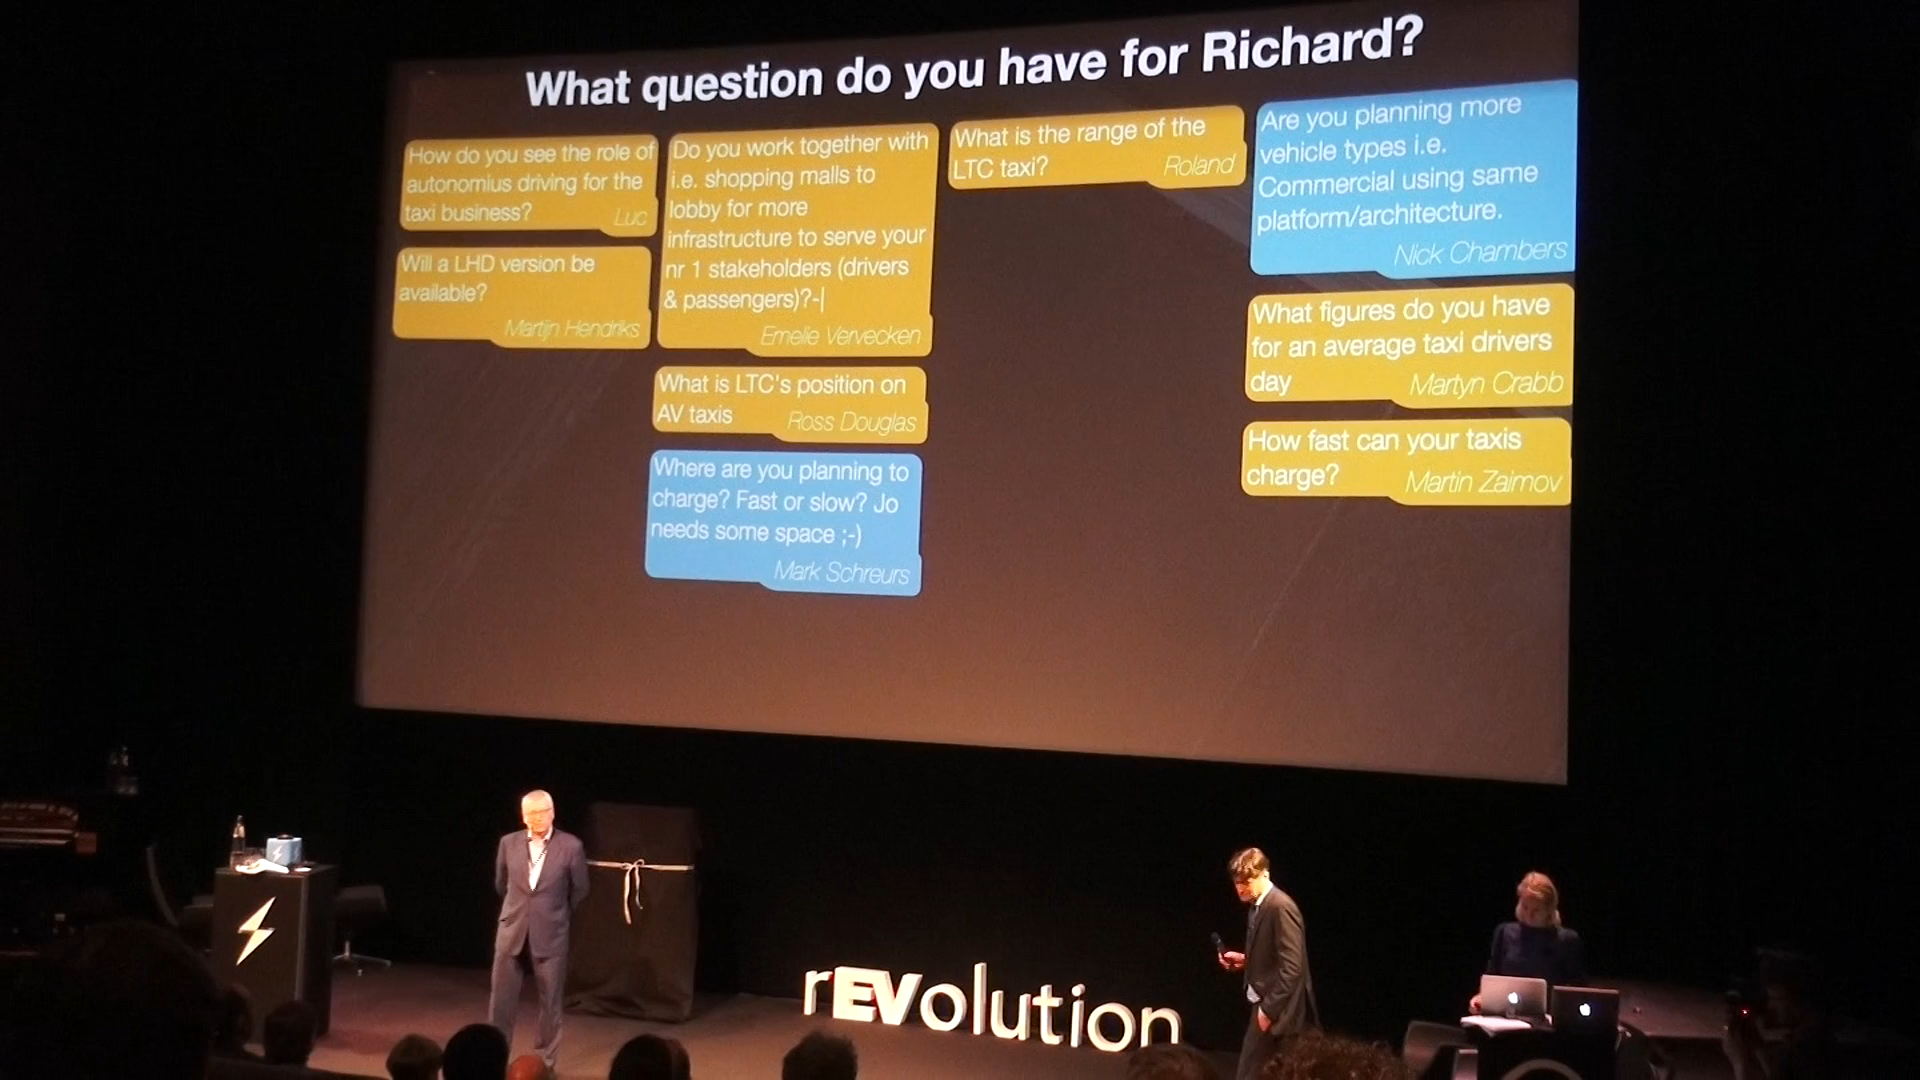 What question do you have for Richard?
How do you see the role of
autonomius driving for the
taxi business?
Luc
Will a LHD version be
available?
Martijn Hendriks
Do you work together with
i.e. shopping malls to
lobby for more
infrastructure to serve your
nr 1 stakeholders (drivers
& passengers)?-|
Emelie Vervecken
What is LTC's position on
AV taxis
Ross Douglas
Where are you planning to
charge? Fast or slow? Jo
needs some space ;-)
Mark Schreurs
What is the range of the
LTC taxi?
Roland
Are you planning more
vehicle types i.e.
Commercial using same
platform/architecture.
Nick Chambers
What figures do you have
for an average taxi drivers
day
Martyn Crabb
How fast can your taxis
charge?
Martin Zaimov
rEVolution